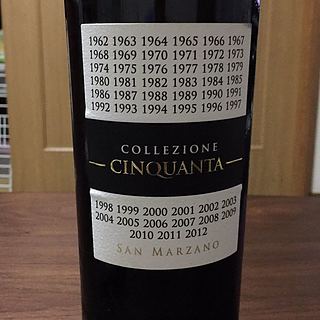 1962 1963 1964 1965 1966 1967
1968 1969 1970 1971 1972 1973
1974 1975 1976 1977 1978 1979
1980 1981 1982 1983 1984 1985
1986 1987 1988 1989 1990 1991
1992 1993 1994 1995 1996 1997
COLLEZIONE
CINQUANTA
1998 1999 2000 2001 2002 2003
2004 2005 2006 2007 2008 2009
2010 2011 2012
SAN MARZANO